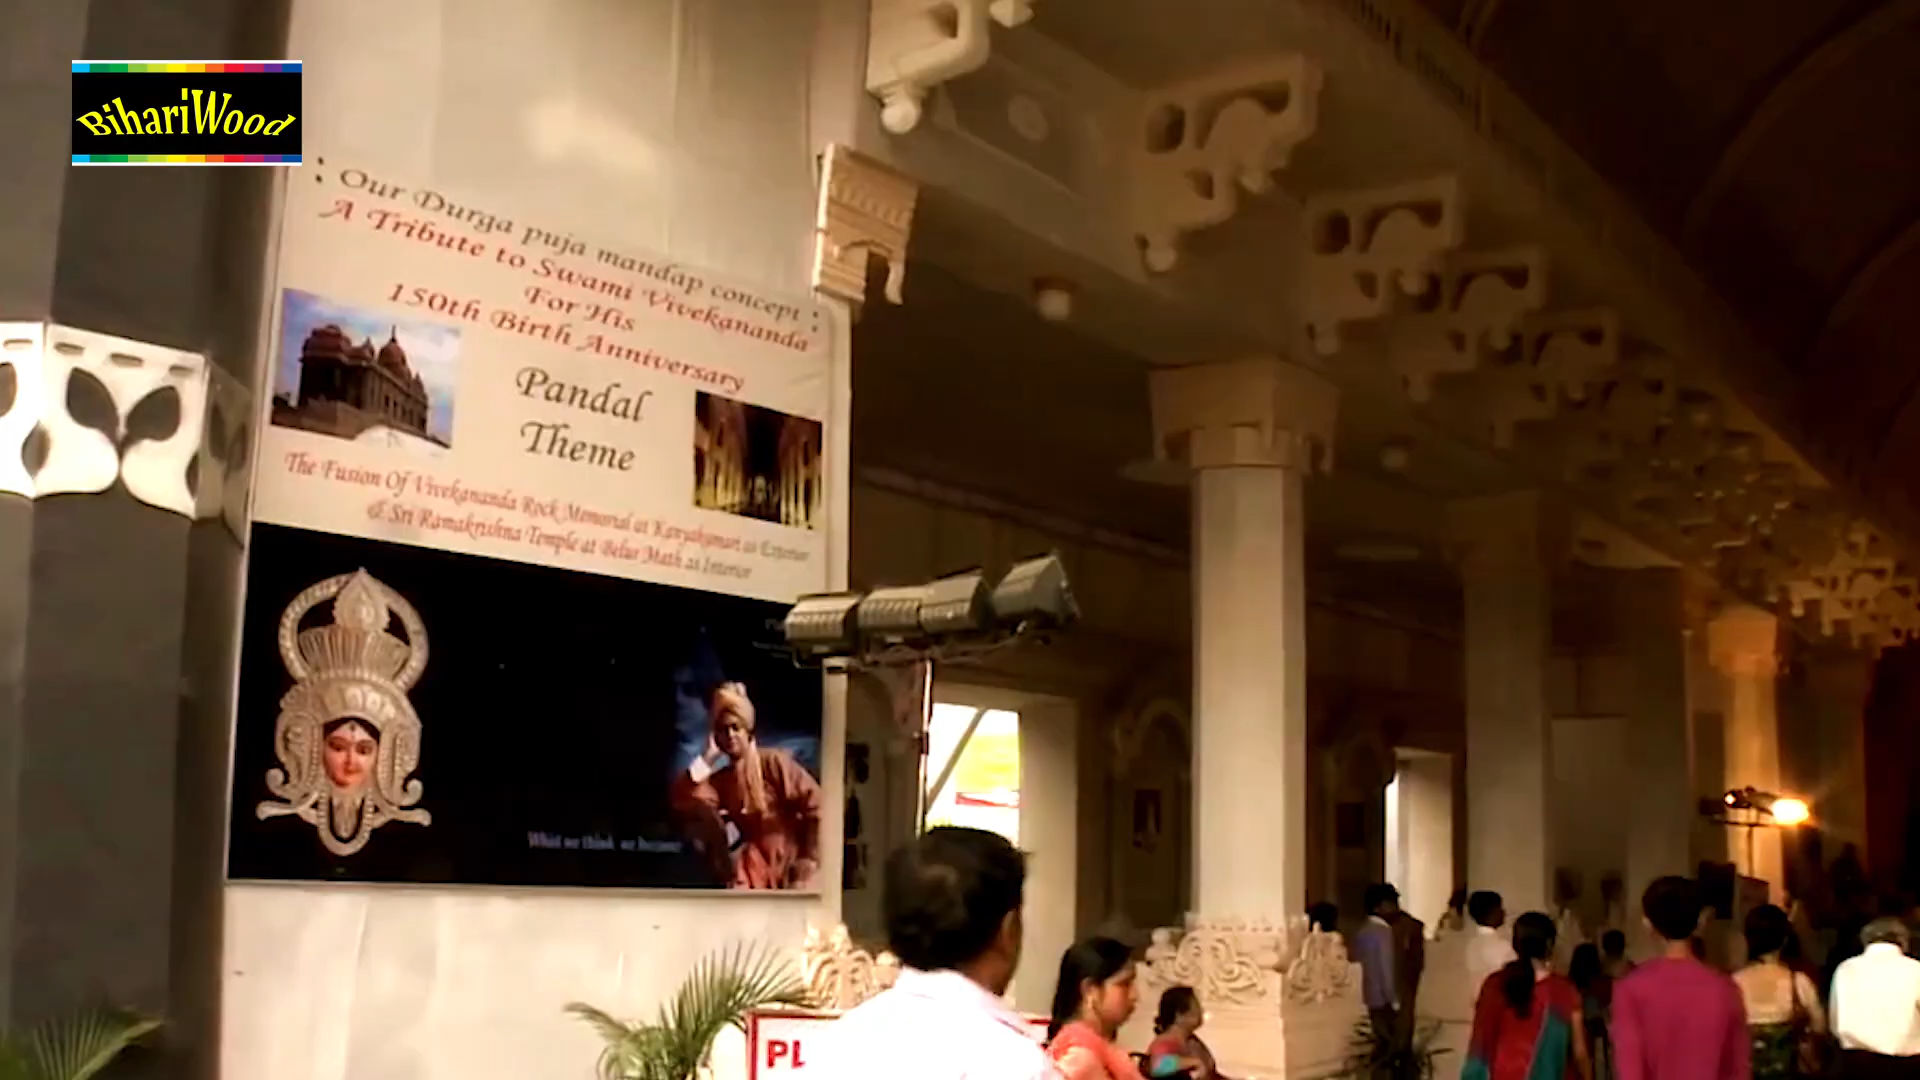 BihariWood
: Our Durga puja mandap concept :
A Tribute to Swami Vivekananda
For His
150th Birth Anniversary
Pandal
Theme
The Fusion Of Vivekananda Rock Memorial at Kanyakumari as Exterior
& Sri Ramakrishna Temple at Belur Math as Interior
What we think we become
PL